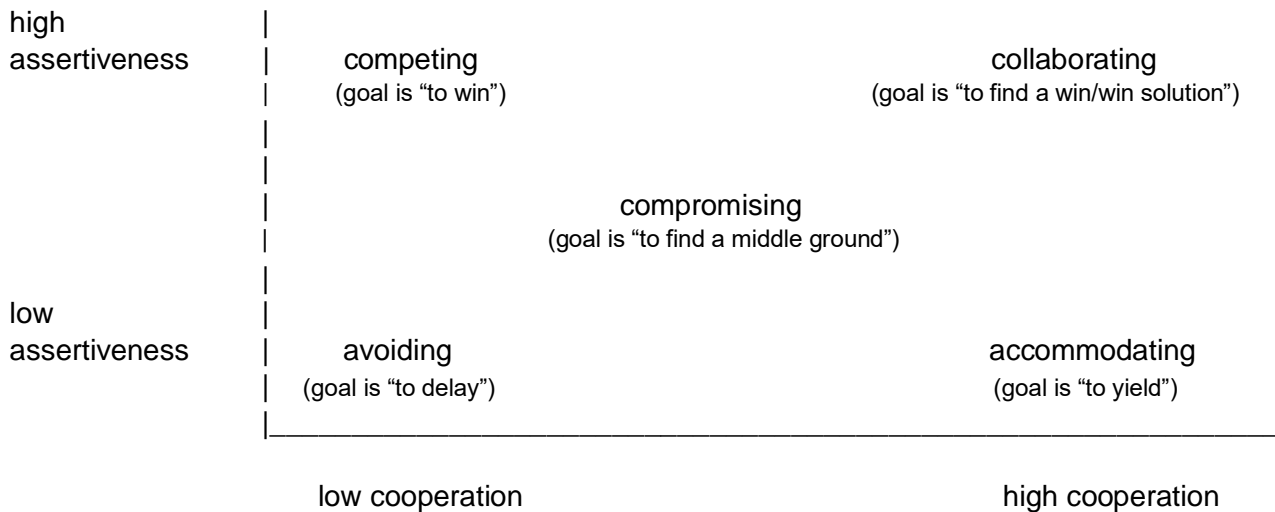 high
assertiveness competing collaborating
(goal is “to win”) (goal is “to find a win/win solution”)
compromising
(goal is “to find a middle ground”)
low
assertiveness avoiding accommodating
(goal is “to delay”) (goal is “to yield”)
low cooperation high cooperation